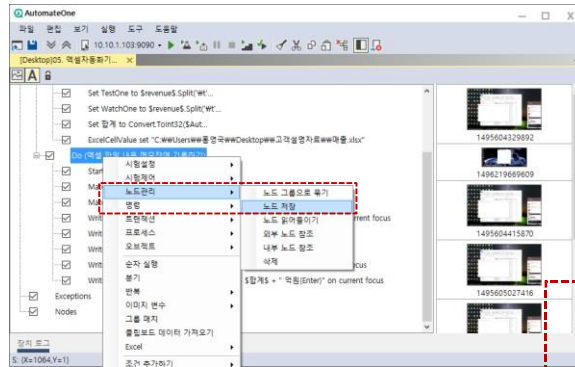 AutomateOne
파일 편집 보기 실행 도구 도움말
10.10.1.103:9090
[Desktop]05. 엑셀자동화기...
A
Set TestOne to $revenue$.Split('₩t'...
Set WatchOne to $revenue$.Split('₩t'...
Set 합계 to Convert.ToInt32($Aut...
ExcelCellValue set "C:₩₩Users₩₩홍영국₩₩Desktop₩₩고객설명자료₩₩매출.xlsx"
Do (엑셀 파일 내용 메모장에 기록하기)
Star
Ma
Ma
Writ
Writ
Writ
Writ
rrent focus
ocus
$합계$ + " 억원{Enter}" on current focus
Exceptions
Nodes
시험설정
시험제어
노드관리
명령
트랜잭션
프로세스
오브젝트
순차 실행
분기
반복
이미지 변수
그룹 매치
클립보드 데이터 가져오기
Excel
조건 추가하기
노드 그룹으로 묶기
노드 저장
노드 읽어들이기
외부 노드 참조
내부 노드 참조
삭제
1495604329892
1496219669609
1495604415870
1495605027416
장치 로그
S: (X=1064,Y=1)